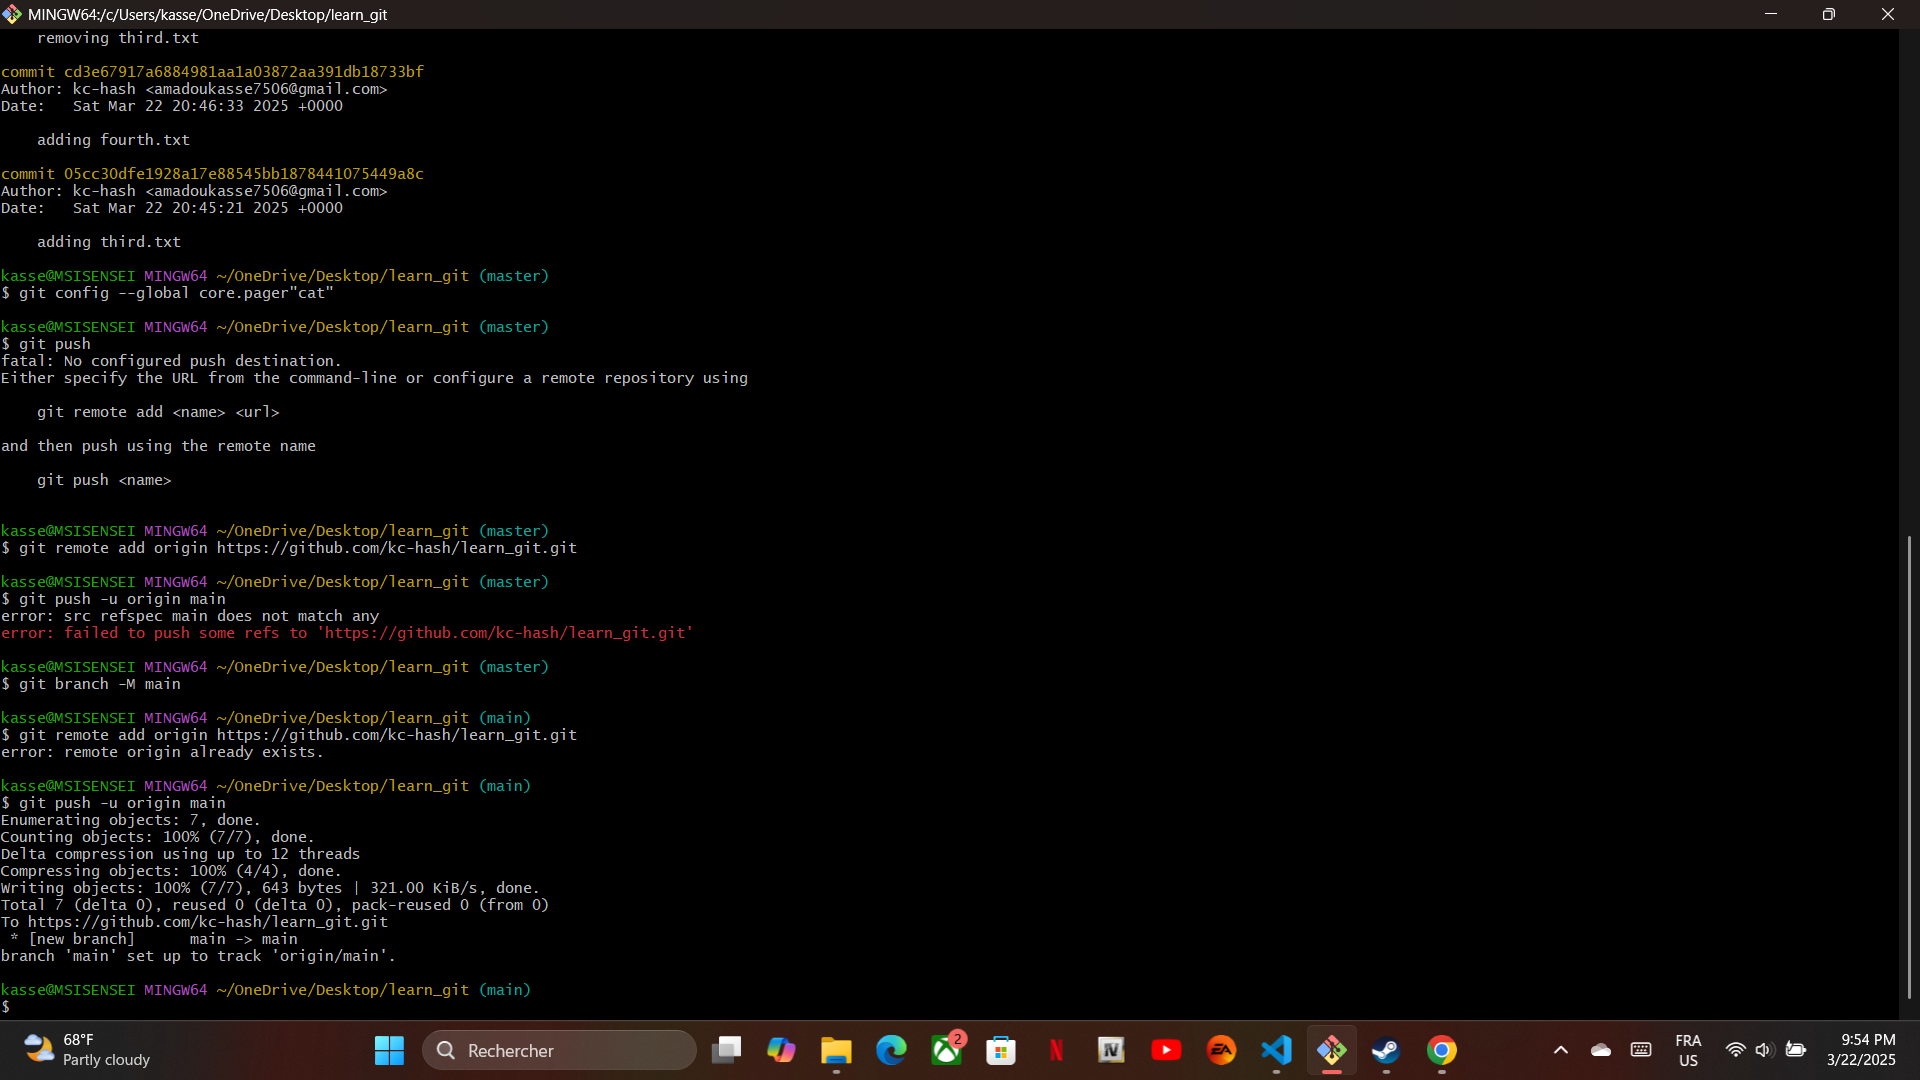 MINGW64:/c/Users/kasse/OneDrive/Desktop/learn_git
    removing third.txt
commit cd3e67917a6884981aa1a03872aa391db18733bf
Author: kc-hash <amadoukasse7506@gmail.com>
Date:   Sat Mar 22 20:46:33 2025 +0000
    adding fourth.txt
commit 05cc30dfe1928a17e88545bb1878441075449a8c
Author: kc-hash <amadoukasse7506@gmail.com>
Date:   Sat Mar 22 20:45:21 2025 +0000
    adding third.txt
kasse@MSISENSEI MINGW64 ~/OneDrive/Desktop/learn_git (master)
$ git config --global core.pager"cat"
kasse@MSISENSEI MINGW64 ~/OneDrive/Desktop/learn_git (master)
$ git push
fatal: No configured push destination.
Either specify the URL from the command-line or configure a remote repository using
    git remote add <name> <url>
and then push using the remote name
    git push <name>
kasse@MSISENSEI MINGW64 ~/OneDrive/Desktop/learn_git (master)
$ git remote add origin https://github.com/kc-hash/learn_git.git
kasse@MSISENSEI MINGW64 ~/OneDrive/Desktop/learn_git (master)
$ git push -u origin main
error: src refspec main does not match any
error: failed to push some refs to 'https://github.com/kc-hash/learn_git.git'
kasse@MSISENSEI MINGW64 ~/OneDrive/Desktop/learn_git (master)
$ git branch -M main
kasse@MSISENSEI MINGW64 ~/OneDrive/Desktop/learn_git (main)
$ git remote add origin https://github.com/kc-hash/learn_git.git
error: remote origin already exists.
kasse@MSISENSEI MINGW64 ~/OneDrive/Desktop/learn_git (main)
$ git push -u origin main
Enumerating objects: 7, done.
Counting objects: 100% (7/7), done.
Delta compression using up to 12 threads
Compressing objects: 100% (4/4), done.
Writing objects: 100% (7/7), 643 bytes | 321.00 KiB/s, done.
Total 7 (delta 0), reused 0 (delta 0), pack-reused 0 (from 0)
To https://github.com/kc-hash/learn_git.git
 * [new branch]      main -> main
branch 'main' set up to track 'origin/main'.
kasse@MSISENSEI MINGW64 ~/OneDrive/Desktop/learn_git (main)
$
68°F
Partly cloudy
Rechercher
2
N
IV
EA
FRA
US
9:54 PM
3/22/2025